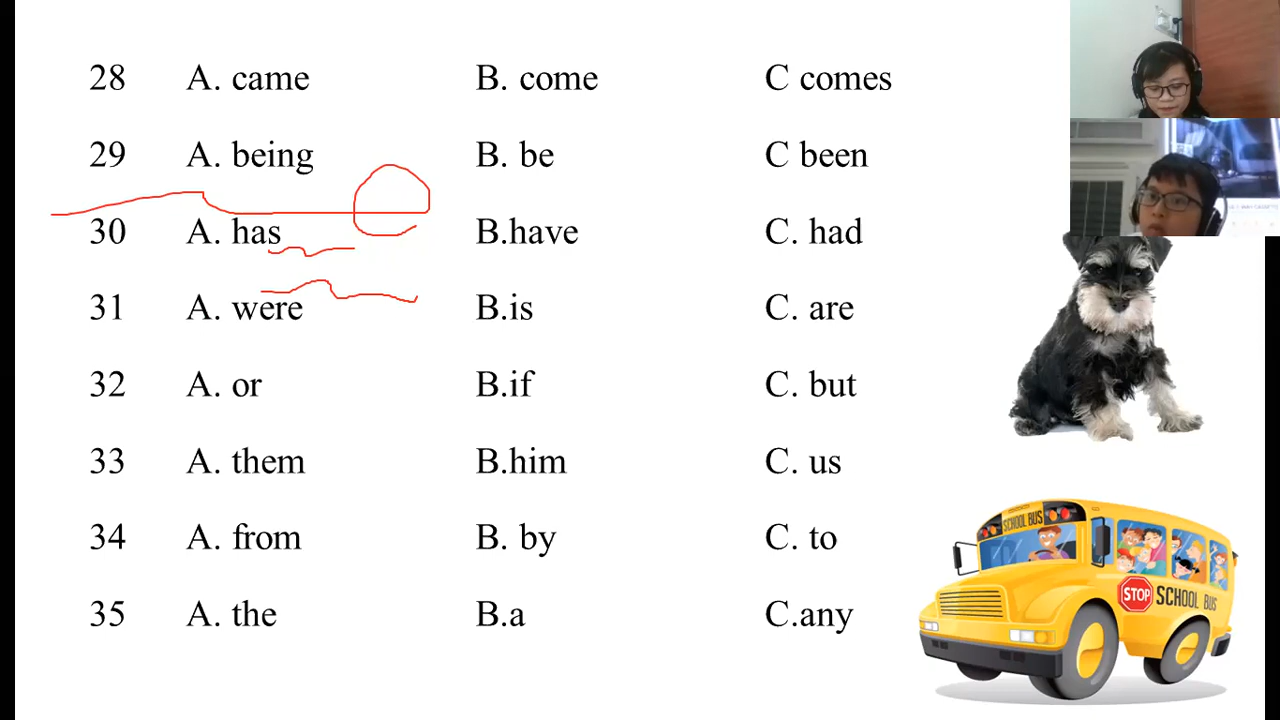 28 A. came B. come C comes
29 A. being B. be C been
30 A. has B.have C. had
31 A. were B.is C. are
32 A. or B.if C. but
33 A. them B.him C. us
34 A. from B. by C. to
35 A. the B.a C.any
SCHOOL BUS
STOP SCHOOL BUS